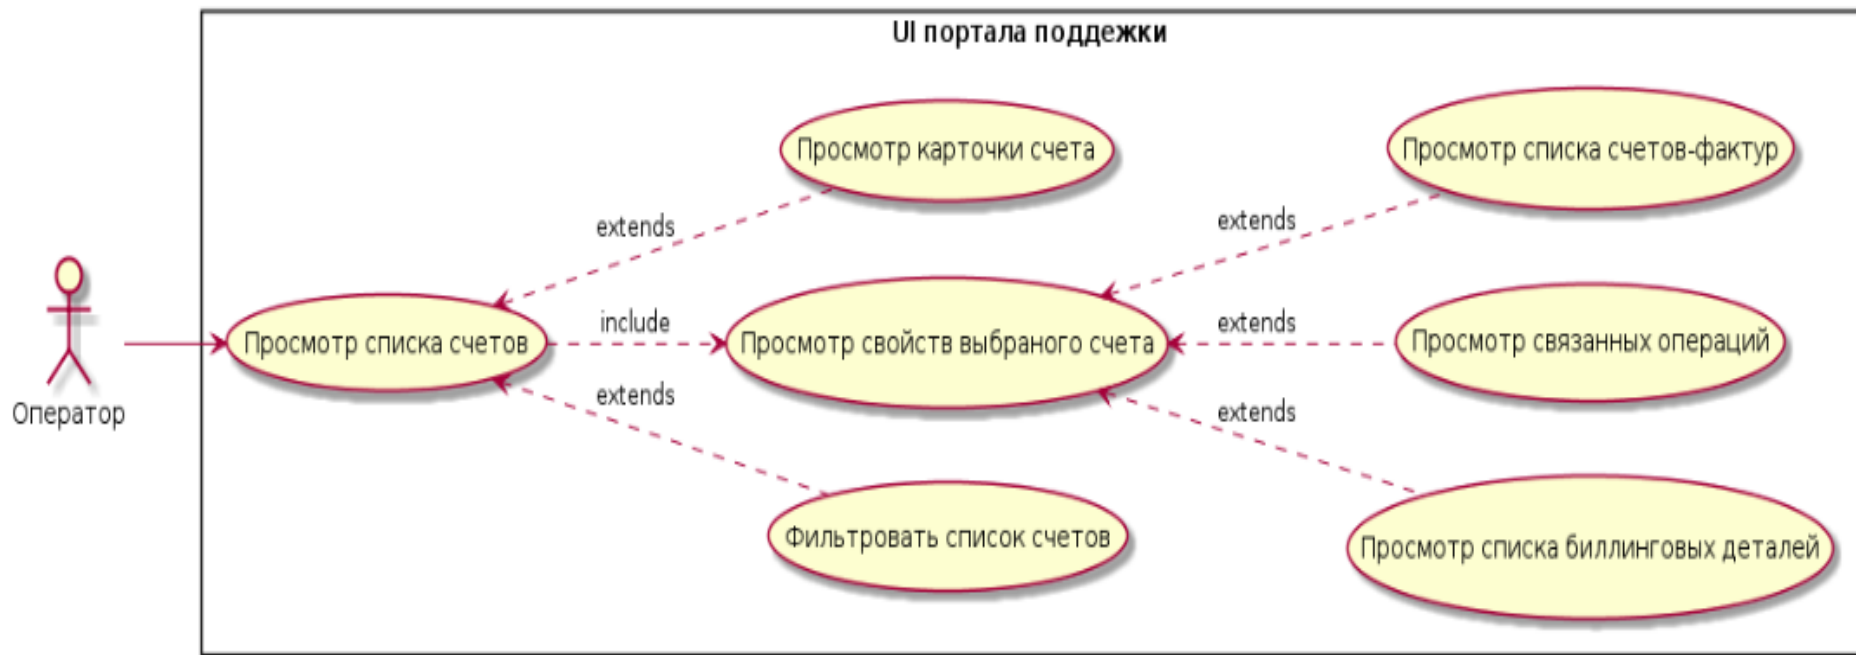 UI портала поддежки
Просмотр карточки счета
Просмотр списка счетов-фактур
extends
extends
Просмотр списка счетов
include
Просмотр свойств выбраного счета
extends
Просмотр связанных операций
Оператор
extends
extends
Фильтровать список счетов
Просмотр списка биллинговых деталей